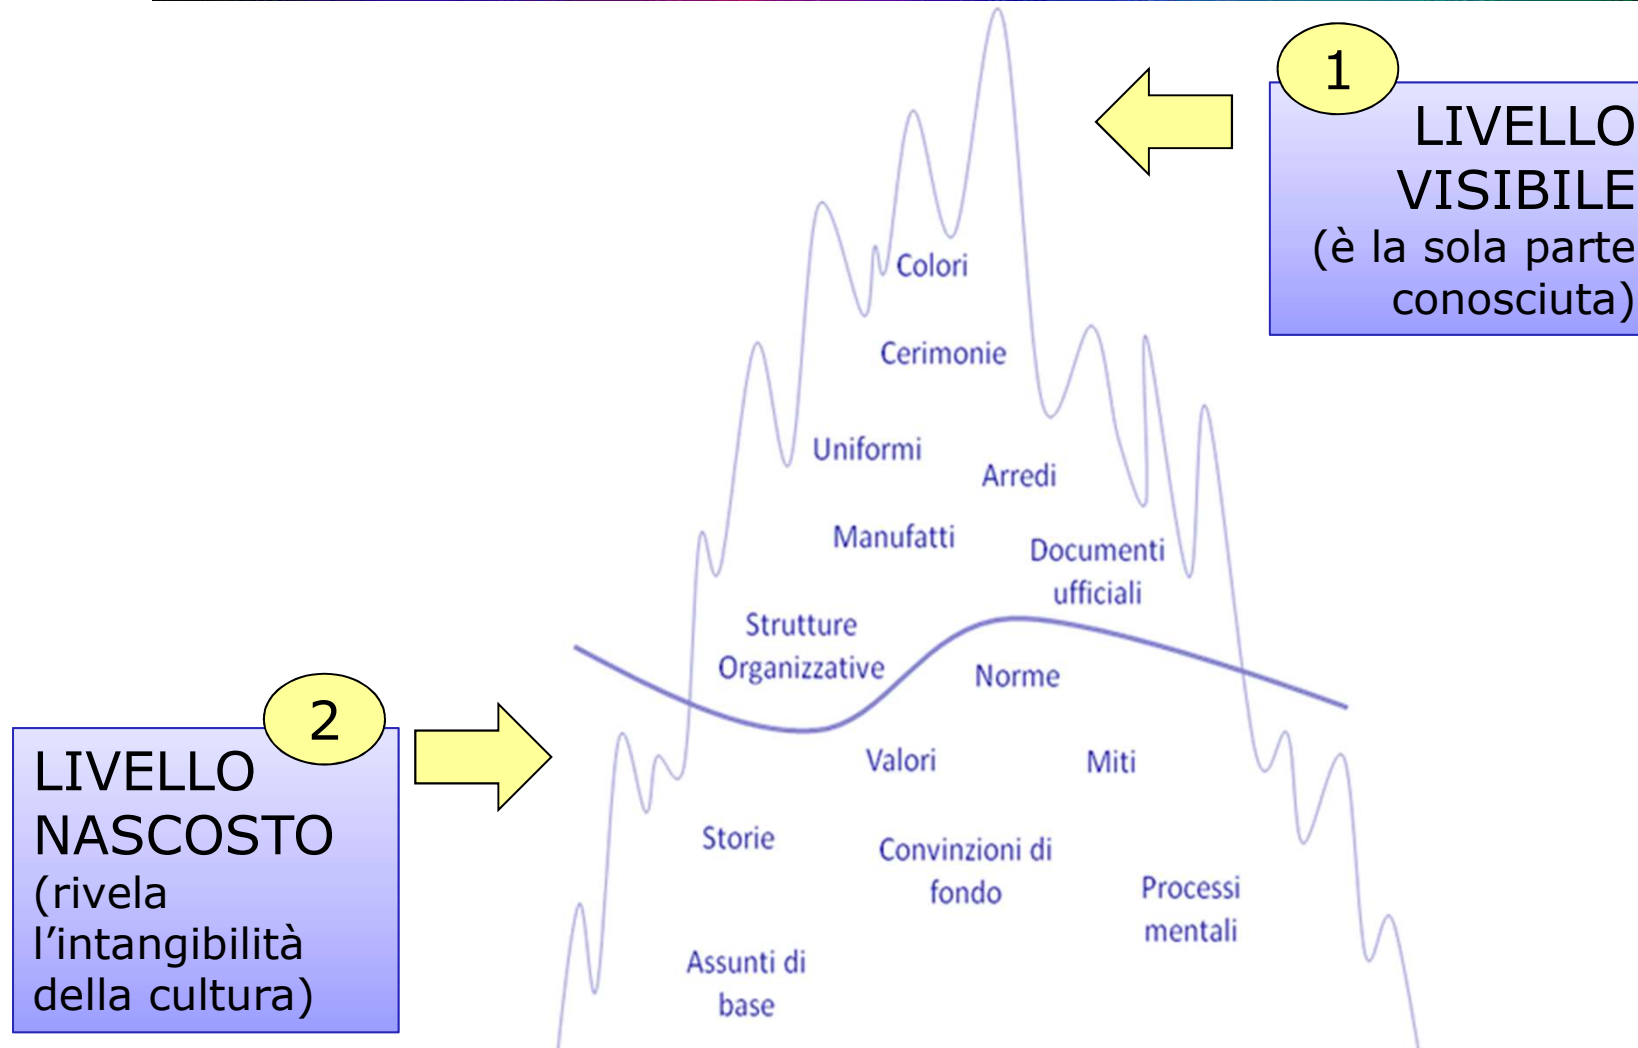 1
LIVELLO
VISIBILE
(è la sola parte
conosciuta)
Colori
Cerimonie
Uniformi
Arredi
Manufatti
Documenti
ufficiali
Strutture
Organizzative
Norme
2
LIVELLO
NASCOSTO
(rivela
l’intangibilità
della cultura)
Valori
Miti
Storie
Convinzioni di
fondo
Processi
mentali
Assunti di
base